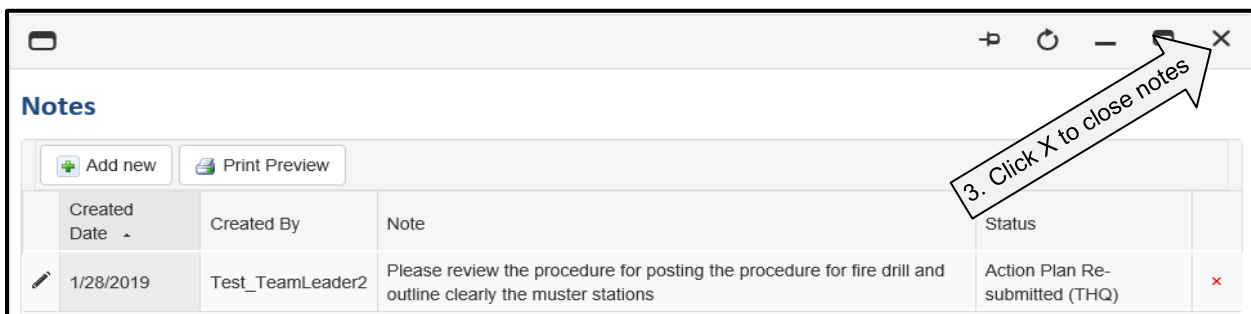 3. Click X to close notes
Notes
Add new Print Preview
Created Date Created By Note Status
1/28/2019 Test_TeamLeader2 Please review the procedure for posting the procedure for fire drill and
outline clearly the muster stations
Action Plan Re-
submitted (THQ)